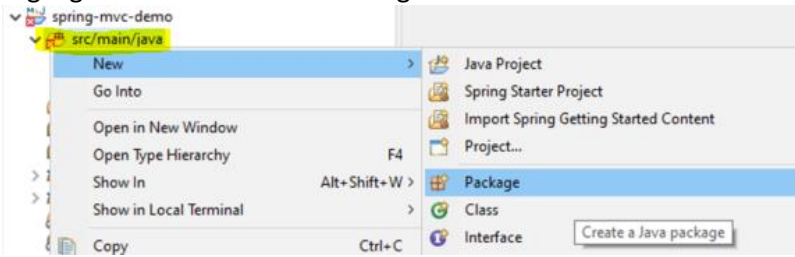 spring-mvc-demo
src/main/java
New
Go Into
Open in New Window
Open Type Hierarchy F4
Show In Alt+Shift+W >
Show in Local Terminal
Copy Ctrl+C
Java Project
Spring Starter Project
Import Spring Getting Started Content
Project...
Package
Class
Interface
Create a Java package